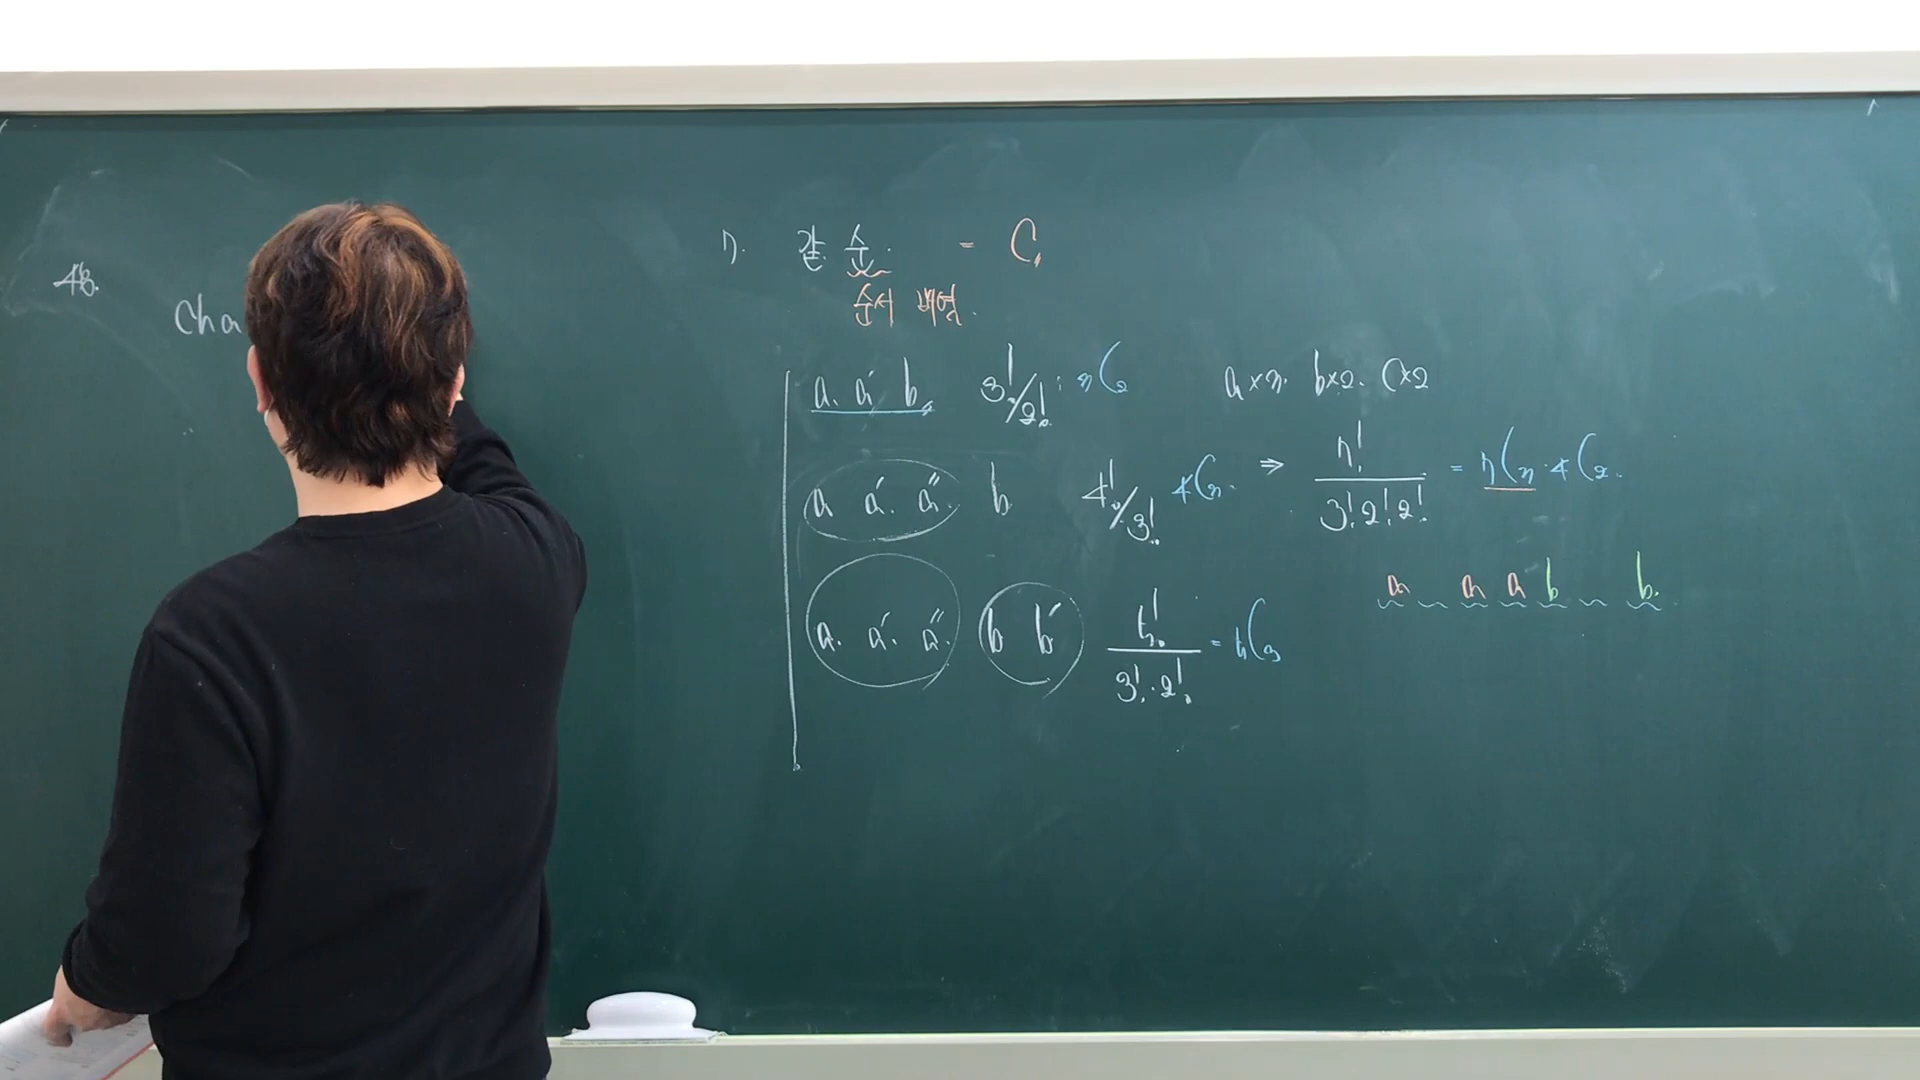 48.
Cha
7. 같.순. = C.
순서 배열.
a. a' b. 3!/2! : 3C2 a×3. b×2. C×2
a a'. a''. b 4!/3! 4C3. ⇒ 7!/3!2!2! = 7C3·4C2.
a. a'. a''. b b' 5!/3!·2! = 5C3
a a a b b.